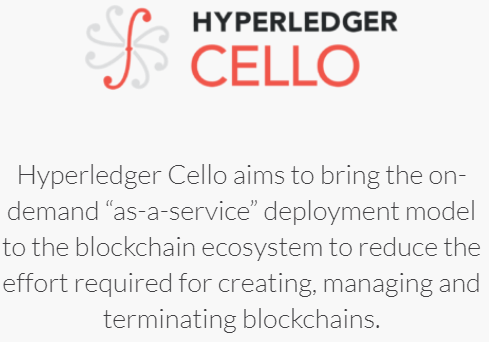 HYPERLEDGER
CELLO
Hyperledger Cello aims to bring the on-
demand “as-a-service” deployment model
to the blockchain ecosystem to reduce the
effort required for creating, managing and
terminating blockchains.